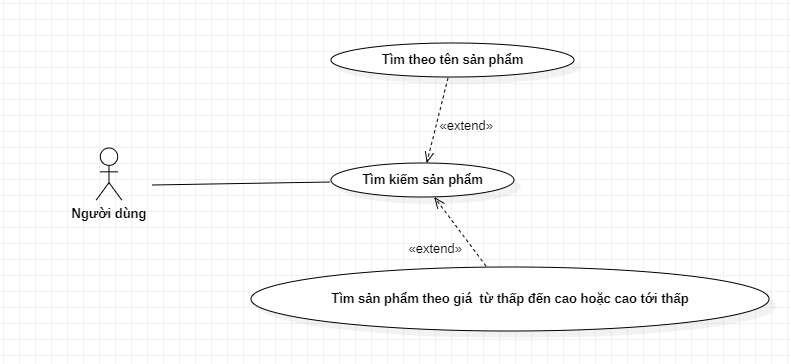 Tìm theo tên sản phẩm
«extend»
Tìm kiếm sản phẩm
Người dùng
«extend»
Tìm sản phẩm theo giá từ thấp đến cao hoặc cao tới thấp